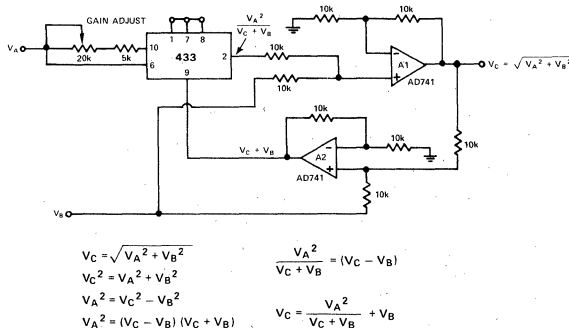 GAIN ADJUST
V_A
20k
5k
10
6
1 7 8
433
2
9
V_A^2
V_C + V_B
10k
10k
10k
10k
A1
AD741
V_C = √V_A^2 + V_B^2
10k
10k
10k
10k
A2
AD741
V_C + V_B
V_B
V_C = √V_A^2 + V_B^2
V_C^2 = V_A^2 + V_B^2
V_A^2 = V_C^2 − V_B^2
V_A^2 = (V_C − V_B) (V_C + V_B)
V_A^2 / V_C + V_B = (V_C − V_B)
V_C = V_A^2 / V_C + V_B + V_B